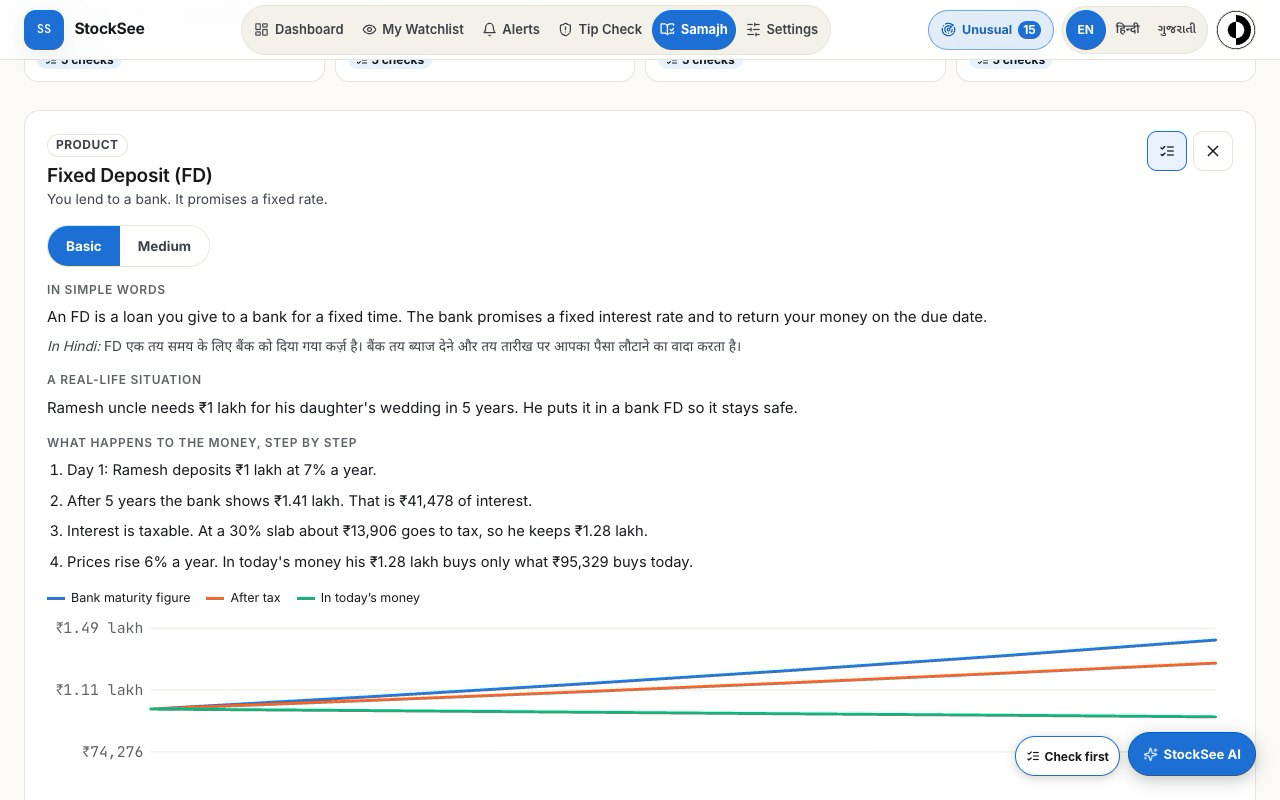 SS
StockSee
Dashboard
My Watchlist
Alerts
Tip Check
Samajh
Settings
Unusual 15
EN
हिन्दी
ગુજરાતી
5 checks
5 checks
5 checks
5 checks
PRODUCT
Fixed Deposit (FD)
You lend to a bank. It promises a fixed rate.
Basic
Medium
IN SIMPLE WORDS
An FD is a loan you give to a bank for a fixed time. The bank promises a fixed interest rate and to return your money on the due date.
In Hindi: FD एक तय समय के लिए बैंक को दिया गया कर्ज़ है। बैंक तय ब्याज देने और तय तारीख पर आपका पैसा लौटाने का वादा करता है।
A REAL-LIFE SITUATION
Ramesh uncle needs ₹1 lakh for his daughter's wedding in 5 years. He puts it in a bank FD so it stays safe.
WHAT HAPPENS TO THE MONEY, STEP BY STEP
1. Day 1: Ramesh deposits ₹1 lakh at 7% a year.
2. After 5 years the bank shows ₹1.41 lakh. That is ₹41,478 of interest.
3. Interest is taxable. At a 30% slab about ₹13,906 goes to tax, so he keeps ₹1.28 lakh.
4. Prices rise 6% a year. In today's money his ₹1.28 lakh buys only what ₹95,329 buys today.
Bank maturity figure
After tax
In today’s money
₹1.49 lakh
₹1.11 lakh
₹74,276
Check first
StockSee AI